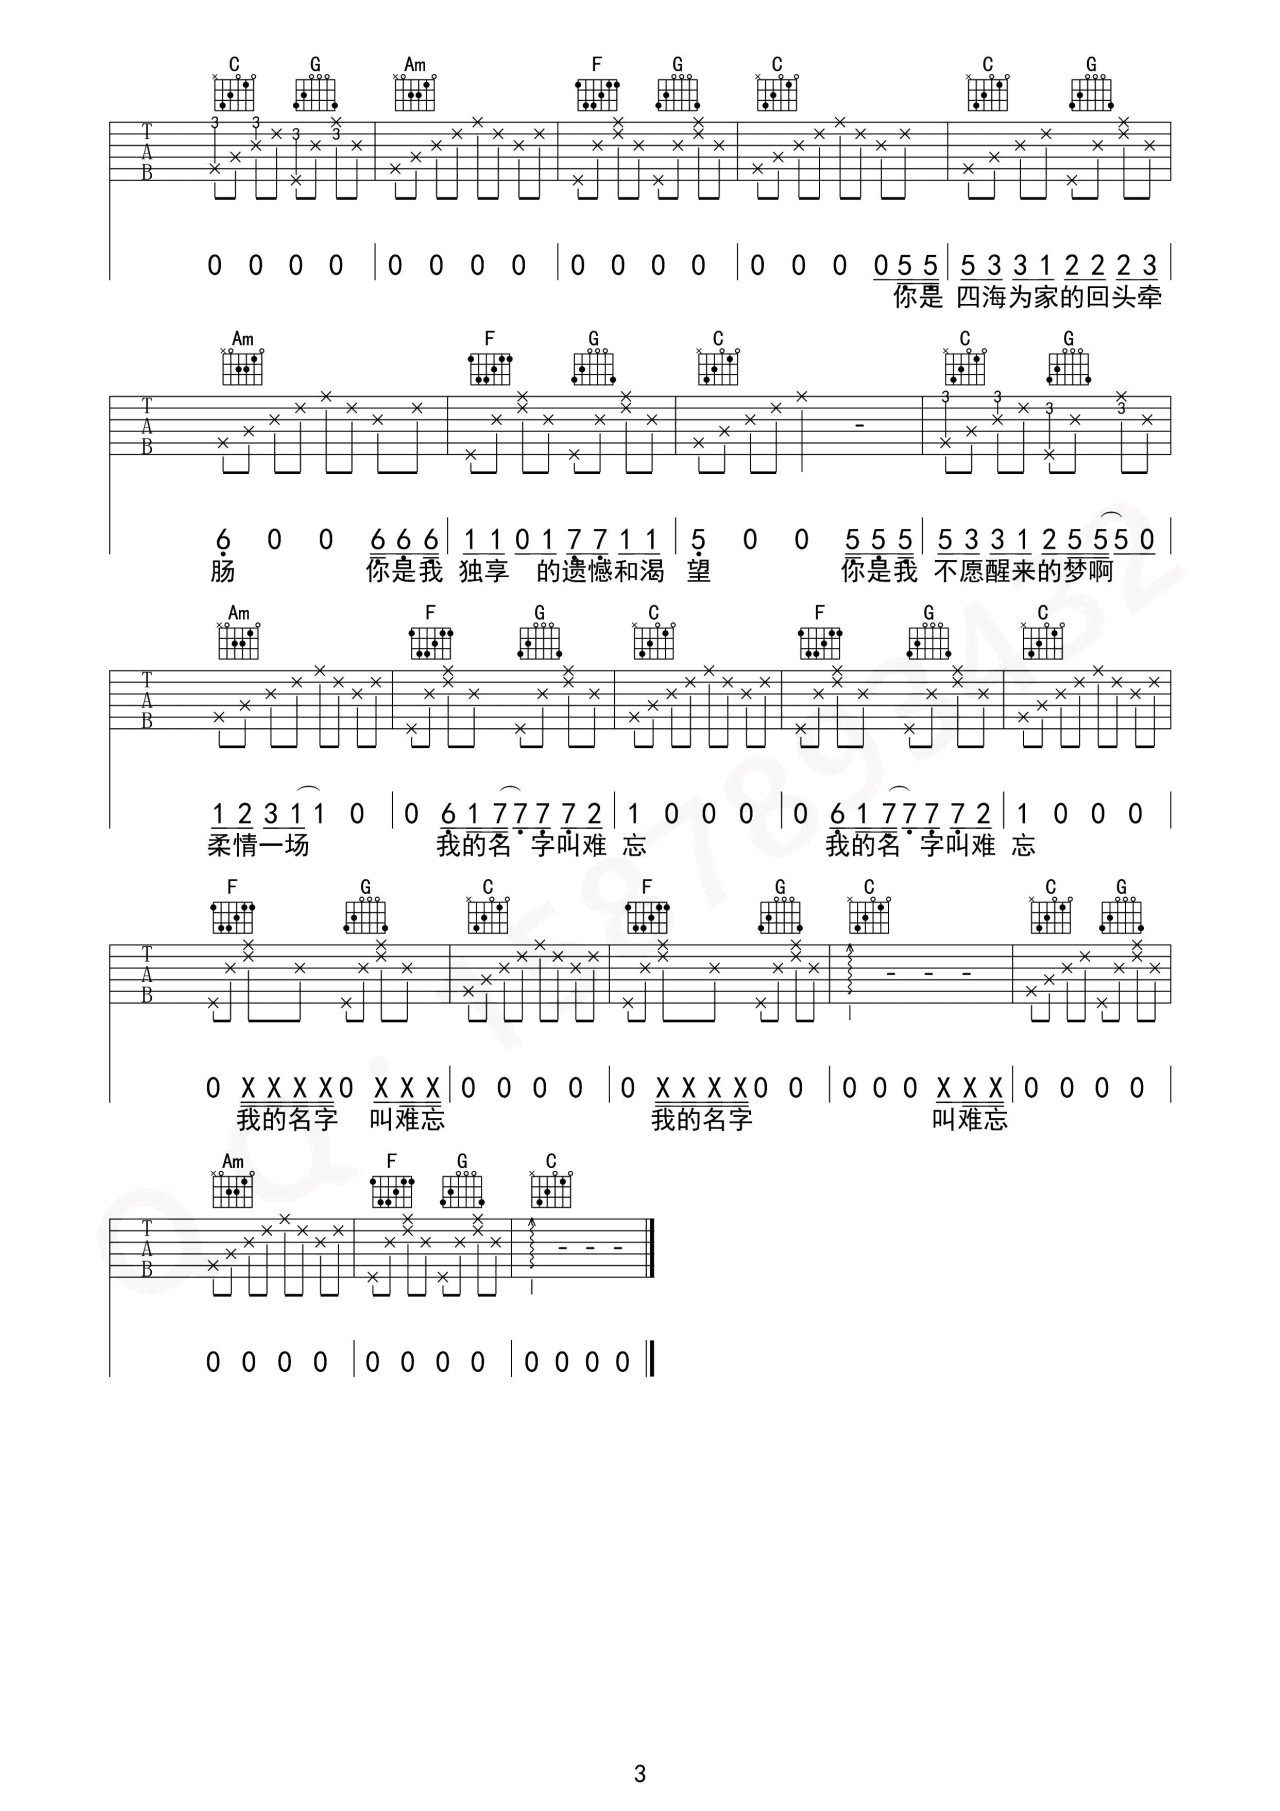 C G Am F G C C G
3 3 3 3
T
A
B
0 0 0 0 0 0 0 0 0 0 0 0 0 0 0 0 5 5 5 3 3 1 2 2 2 3
你是 四海为家的回头牵
Am F G C C G
3 3 3 3
T
A
B
6 0 0 6 6 6 1 1 0 1 7 7 1 1 5 0 0 5 5 5 5 3 3 1 2 5 5 5 0
肠 你是我 独享 的遗憾和渴 望 你是我 不愿醒来的梦啊
Am F G C F G C
T
A
B
1 2 3 1 1 0 0 6 1 7 7 7 7 2 1 0 0 0 0 6 1 7 7 7 7 2 1 0 0 0
柔情一场 我的名 字叫难 忘 我的名 字叫难 忘
F G C F G C C G
T
A
B
0 X X X X 0 X X X 0 0 0 0 0 X X X X 0 0 0 0 0 X X X 0 0 0 0
我的名字 叫难忘 我的名字 叫难忘
Am F G C
T
A
B
0 0 0 0 0 0 0 0 0 0 0 0
QQ:1587893432
3